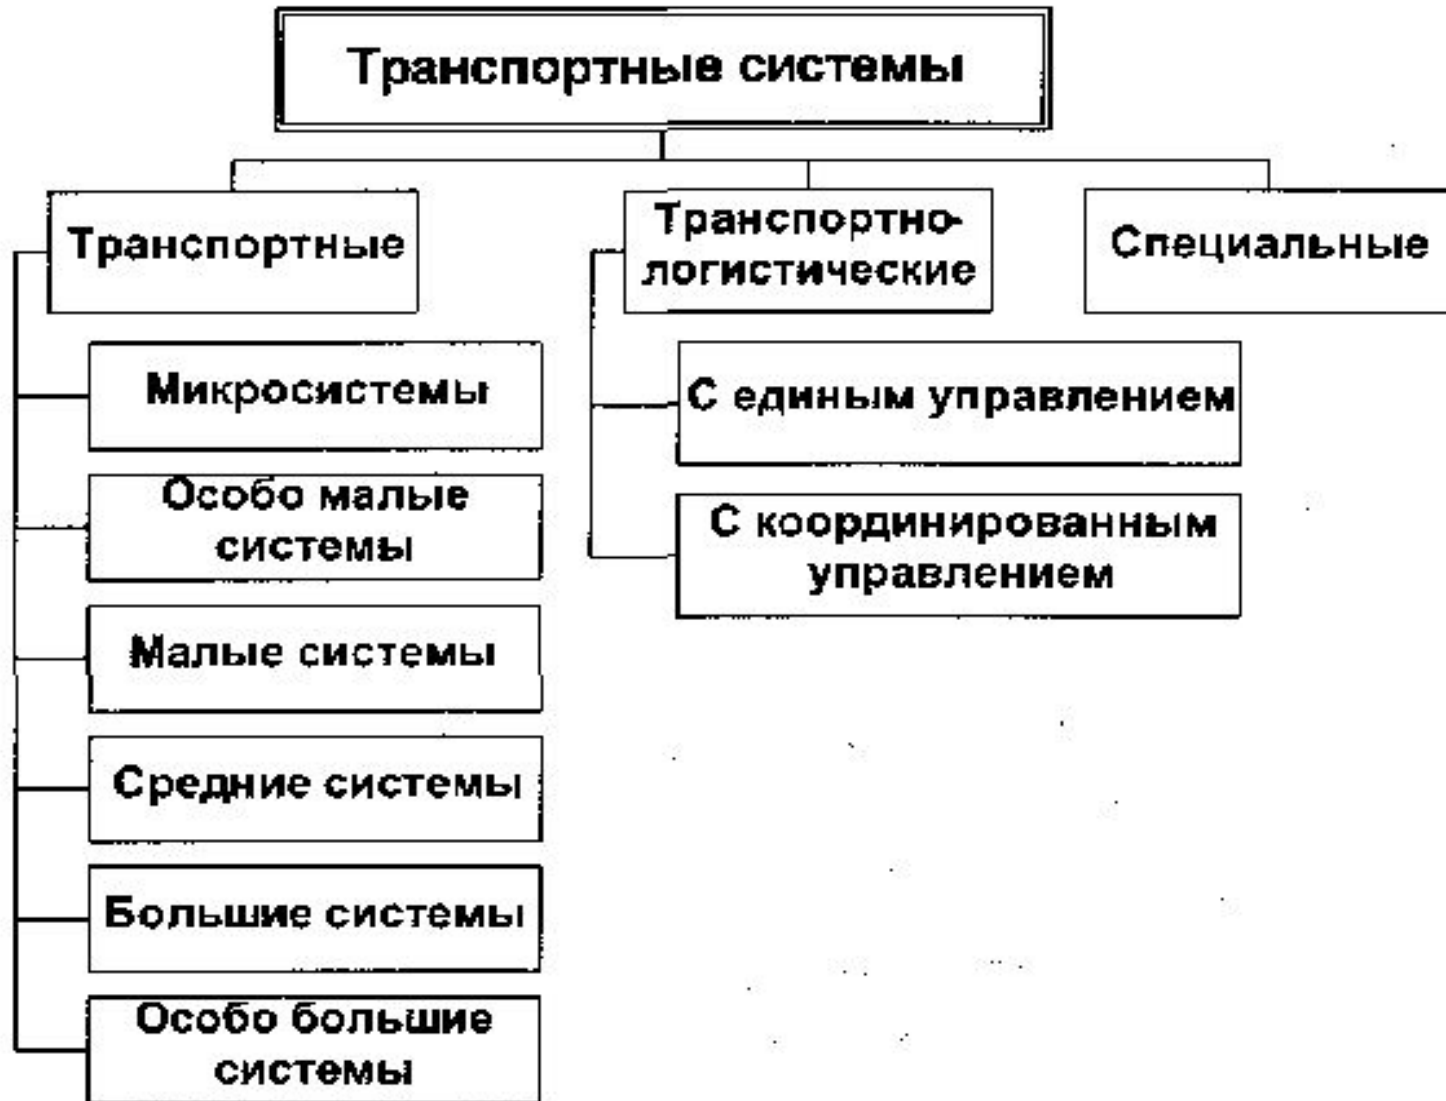 Транспортные системы
Транспортные
Транспортно-
логистические
Специальные
Микросистемы
Особо малые
системы
Малые системы
Средние системы
Большие системы
Особо большие
системы
С единым управлением
С координированным
управлением